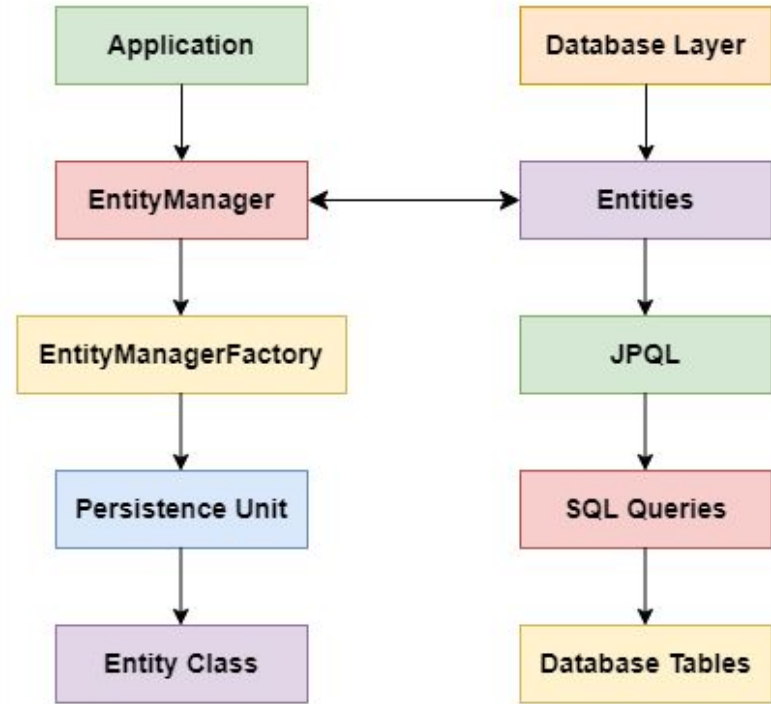 Application
Database Layer
EntityManager
Entities
EntityManagerFactory
JPQL
Persistence Unit
SQL Queries
Entity Class
Database Tables